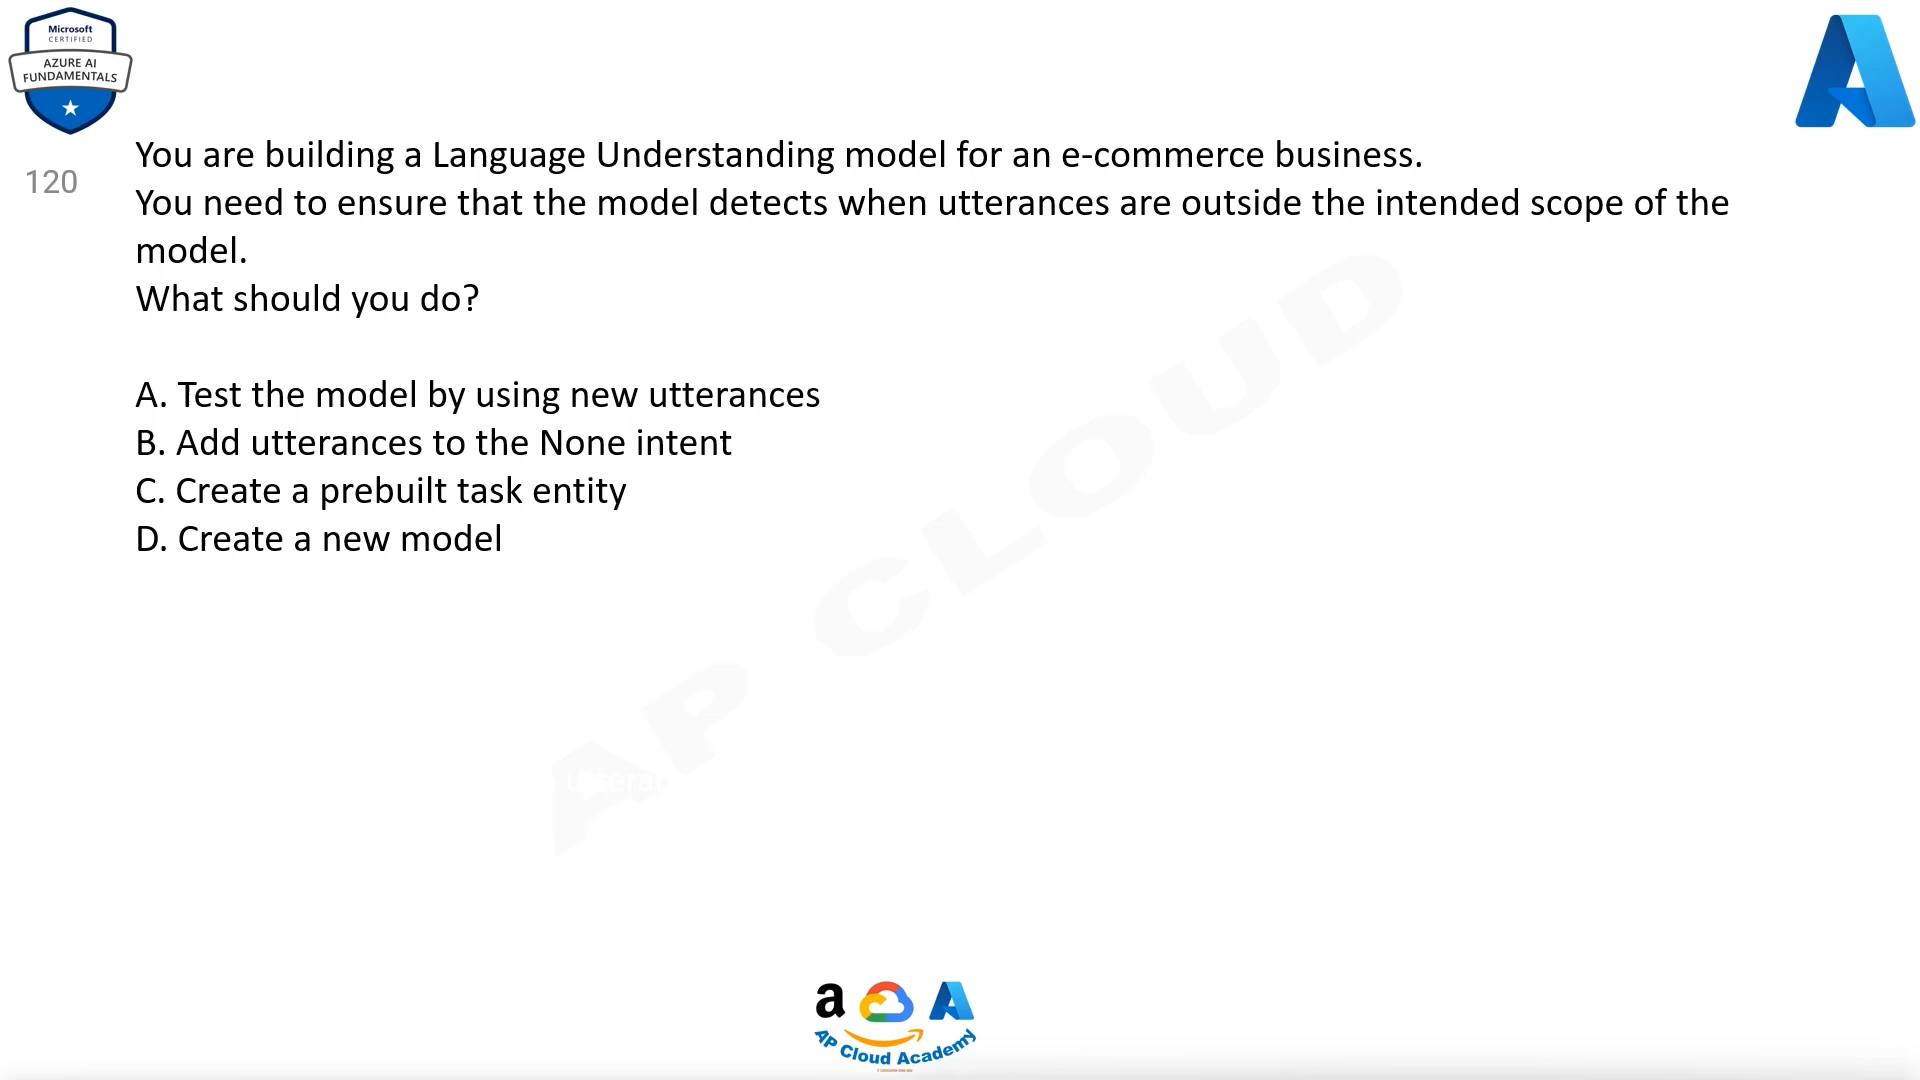 Microsoft
CERTIFIED
AZURE AI
FUNDAMENTALS
120
You are building a Language Understanding model for an e-commerce business.
You need to ensure that the model detects when utterances are outside the intended scope of the
model.
What should you do?
A. Test the model by using new utterances
B. Add utterances to the None intent
C. Create a prebuilt task entity
D. Create a new model
AP CLOUD
a
AP Cloud Academy